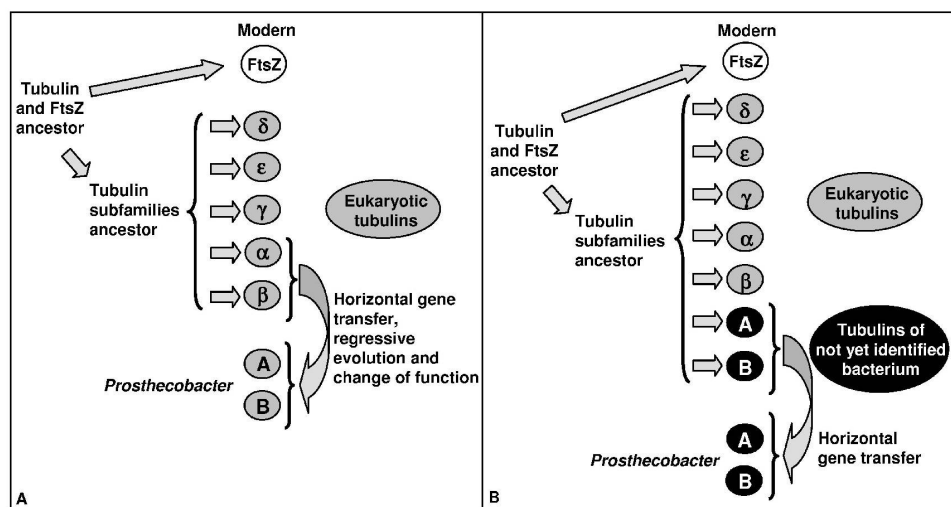 Modern
FtsZ
Tubulin
and FtsZ
ancestor
δ
ε
Tubulin
subfamilies
ancestor
γ
Eukaryotic
tubulins
α
β
Horizontal gene
transfer,
regressive
evolution and
change of function
Prosthecobacter
A
B
A
Modern
FtsZ
Tubulin
and FtsZ
ancestor
δ
ε
γ
Eukaryotic
tubulins
Tubulin
subfamilies
ancestor
α
β
A
B
Tubulins of
not yet identified
bacterium
Prosthecobacter
A
B
Horizontal
gene transfer
B